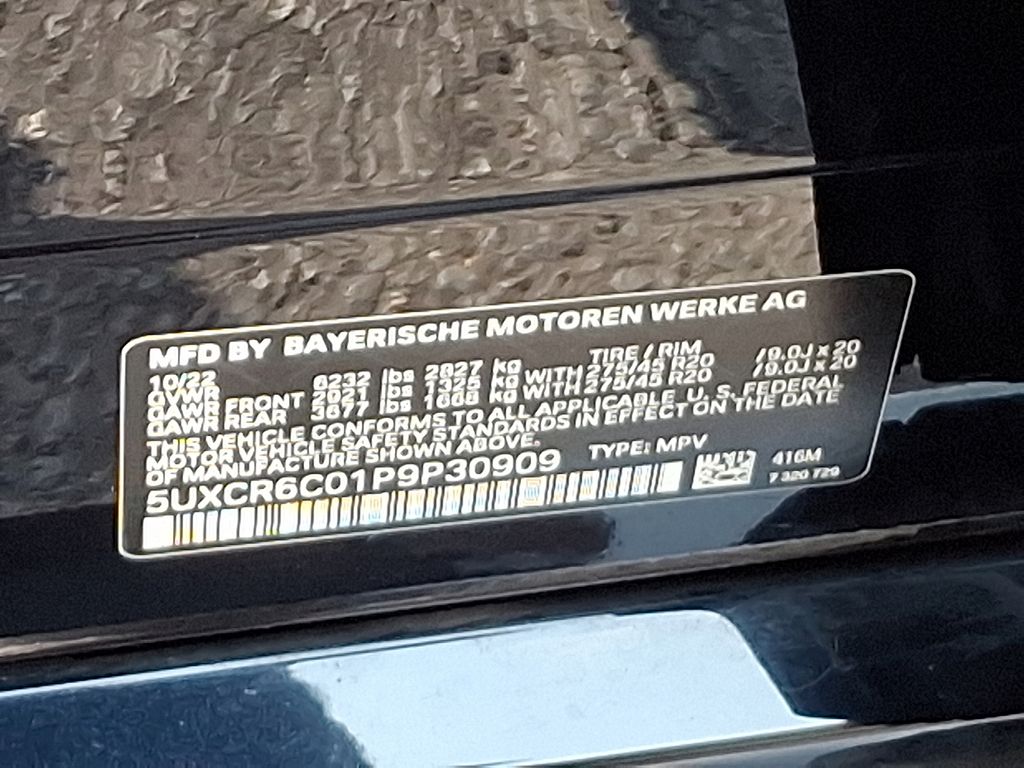 MFD BY BAYERISCHE MOTOREN WERKE AG
10/22 TIRE / RIM
GVWR 6232 lbs 2827 kg
GAWR FRONT 2921 lbs 1325 kg WITH 275/45 R20 /9.0J x 20
GAWR REAR 3677 lbs 1668 kg WITH 275/45 R20 /9.0J x 20
THIS VEHICLE CONFORMS TO ALL APPLICABLE U. S. FEDERAL
MOTOR VEHICLE SAFETY STANDARDS IN EFFECT ON THE DATE
OF MANUFACTURE SHOWN ABOVE.
5UXCR6C01P9P30909 TYPE: MPV
416M
7 320 729